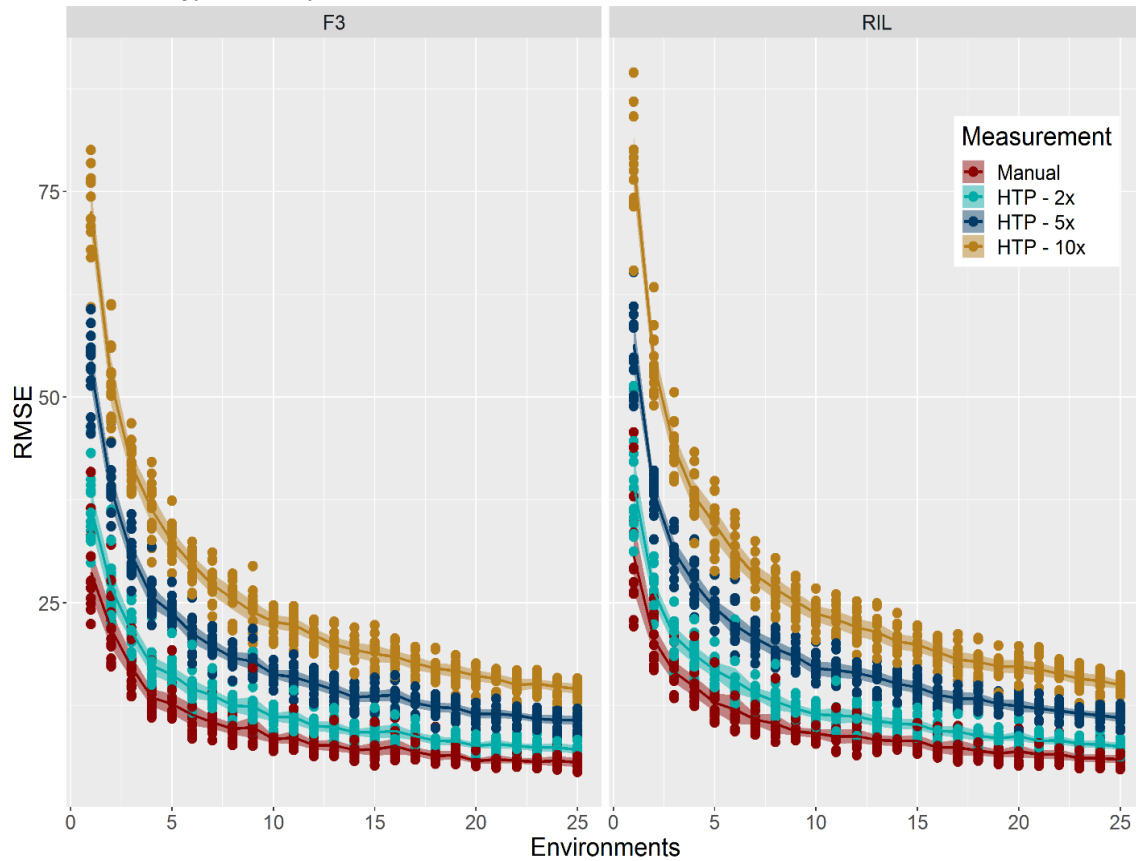 F3
RIL
75
50
25
RMSE
Measurement
Manual
HTP - 2x
HTP - 5x
HTP - 10x
0 5 10 15 20 25
0 5 10 15 20 25
Environments